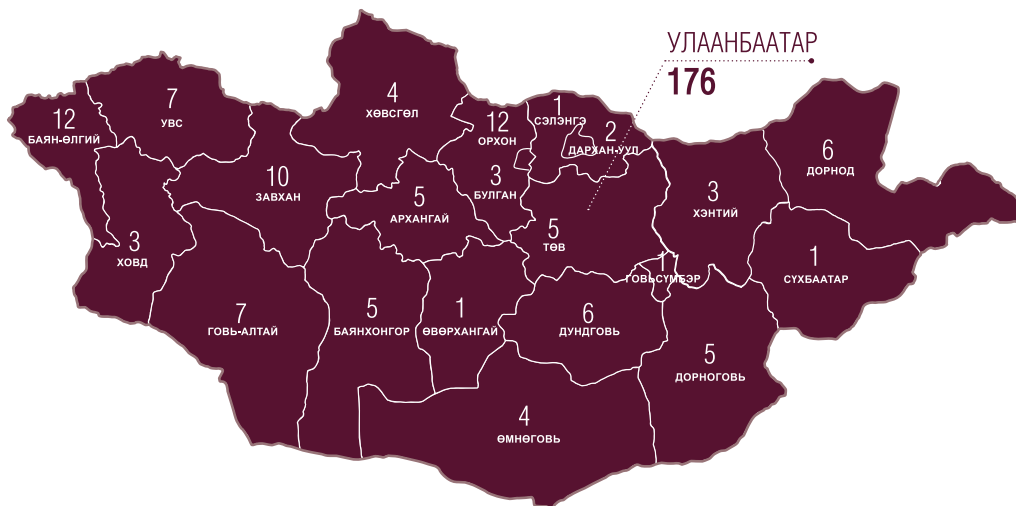 УЛААНБААТАР
176
12
БАЯН-ӨЛГИЙ
7
УВС
4
ХӨВСГӨЛ
12
ОРХОН
1
СЭЛЭНГЭ
2
ДАРХАН-УУЛ
6
ДОРНОД
10
ЗАВХАН
5
АРХАНГАЙ
3
БУЛГАН
3
ХЭНТИЙ
3
ХОВД
5
ТӨВ
1
ГОВЬСҮМБЭР
1
СҮХБААТАР
7
ГОВЬ-АЛТАЙ
5
БАЯНХОНГОР
1
ӨВӨРХАНГАЙ
6
ДУНДГОВЬ
5
ДОРНОГОВЬ
4
ӨМНӨГОВЬ